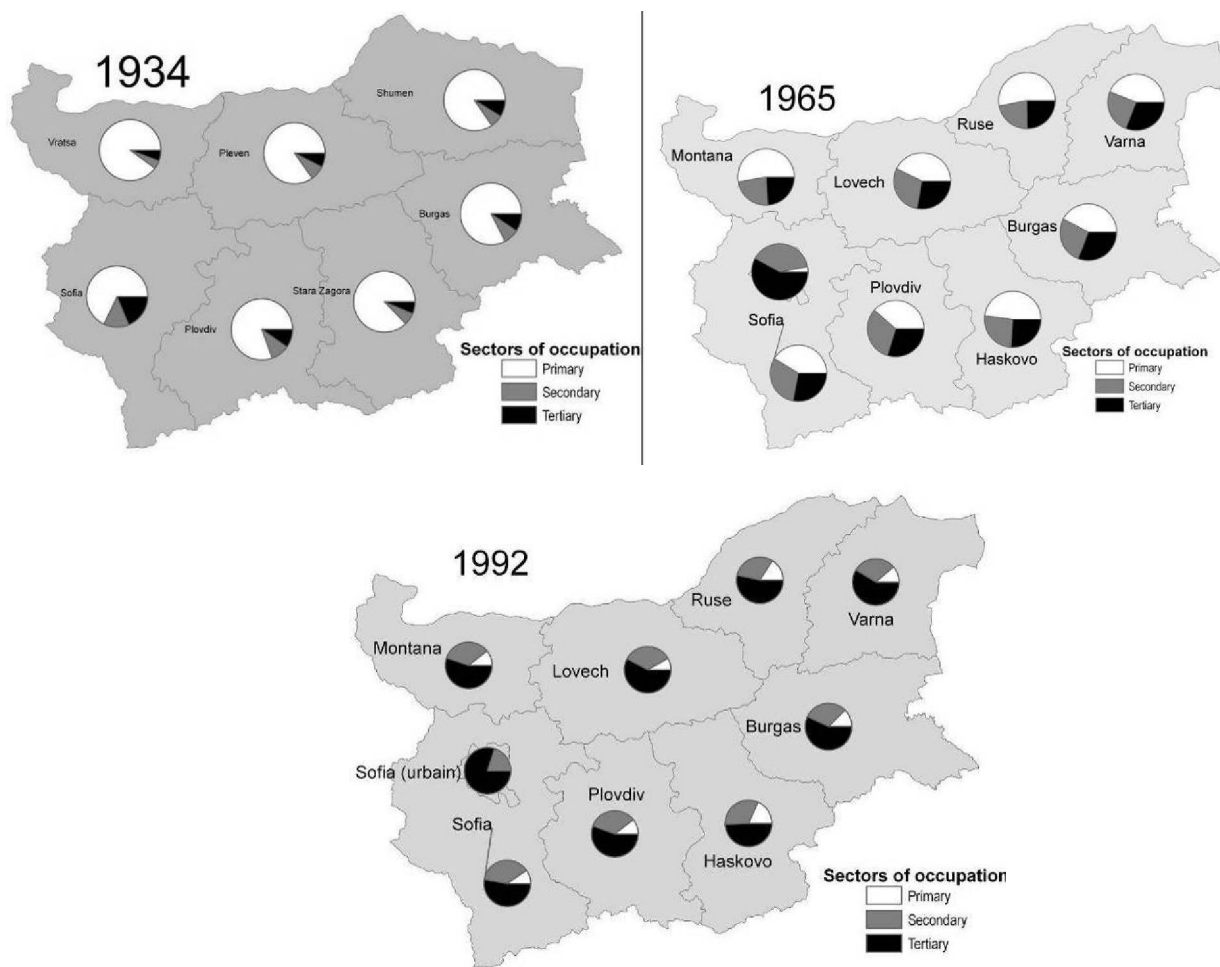 1934
Shumen
Vratsa
Pleven
Burgas
Sofia
Stara Zagora
Plovdiv
Sectors of occupation
Primary
Secondary
Tertiary
1965
Ruse
Varna
Montana
Lovech
Burgas
Plovdiv
Sofia
Haskovo
Sectors of occupation
Primary
Secondary
Tertiary
1992
Ruse
Varna
Montana
Lovech
Burgas
Sofia (urbain)
Plovdiv
Sofia
Haskovo
Sectors of occupation
Primary
Secondary
Tertiary